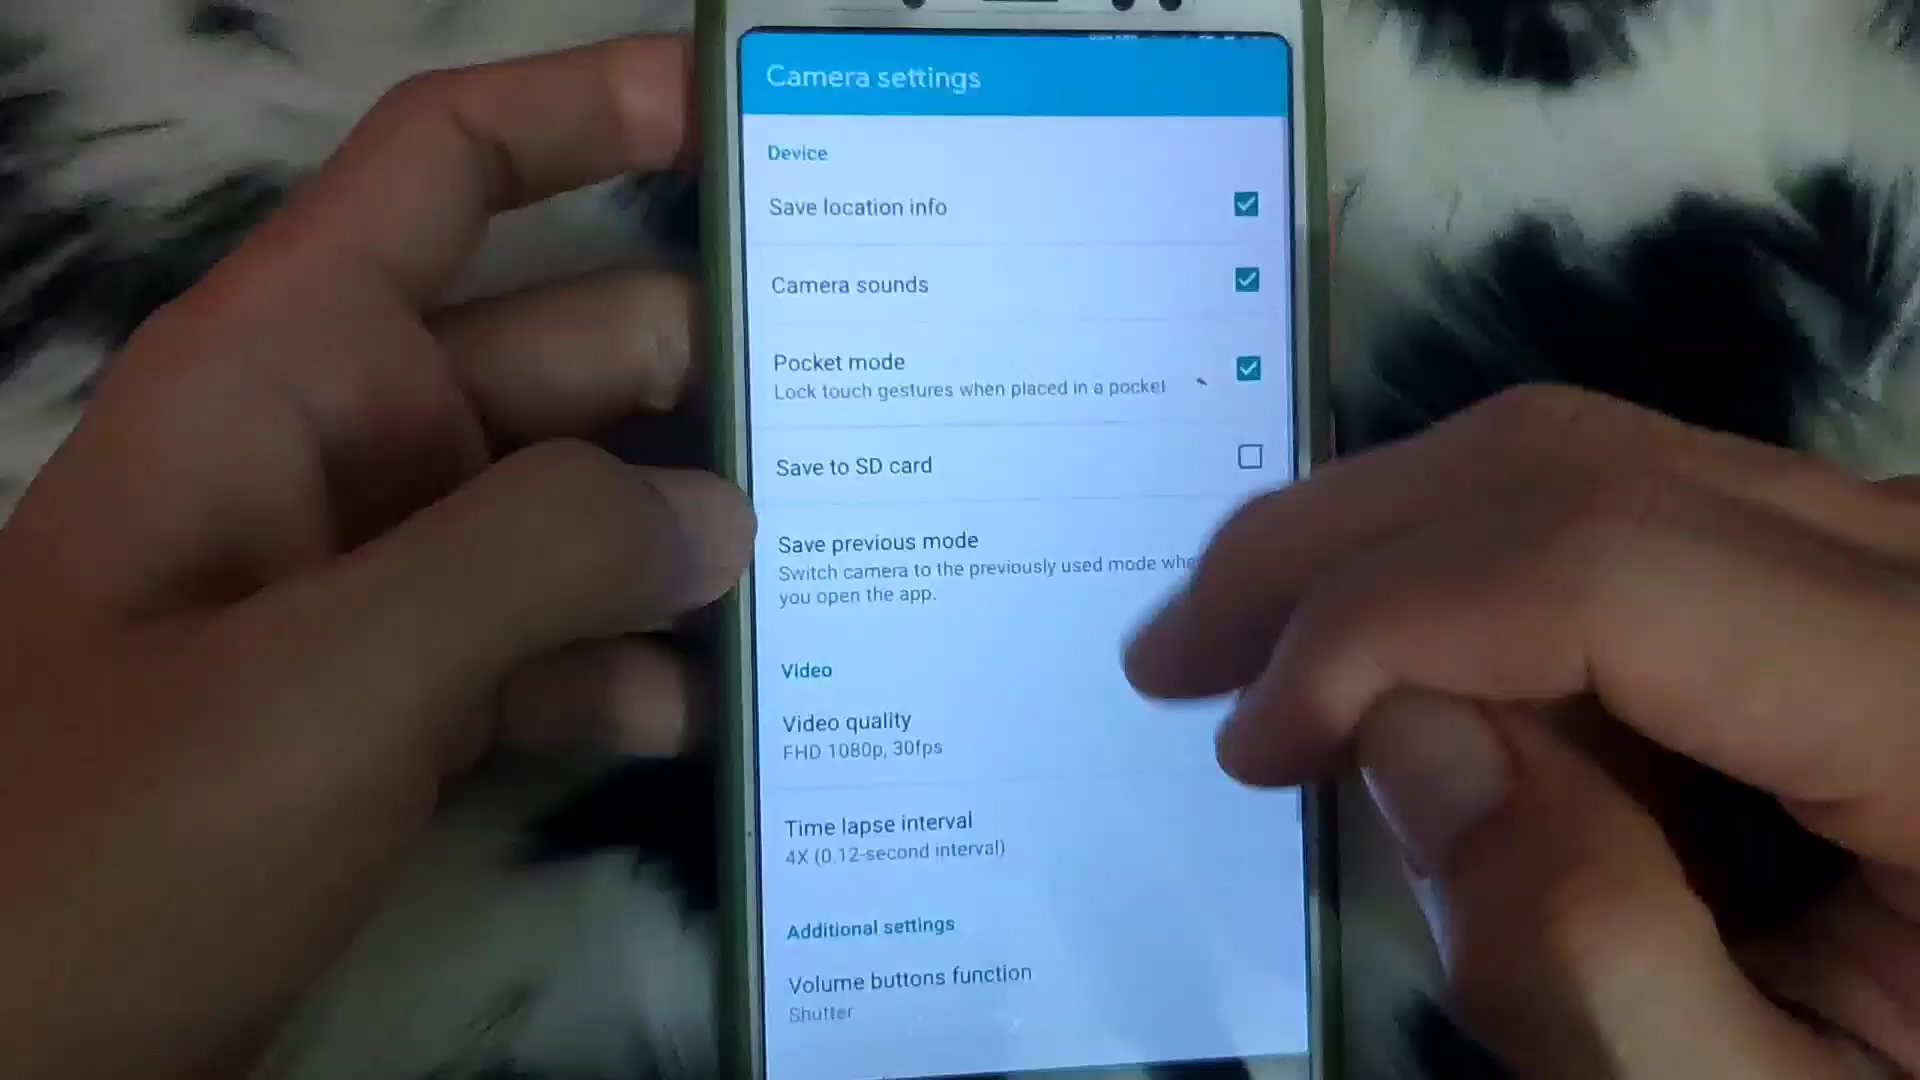 Camera settings
Device
Save location info
Camera sounds
Pocket mode
Lock touch gestures when placed in a pocket
Save to SD card
Save previous mode
Switch camera to the previously used mode
you open the app.
Video
Video quality
FHD 1080p, 30fps
Time lapse interval
4X (0.12-second interval)
Additional settings
Volume buttons function
Shutter